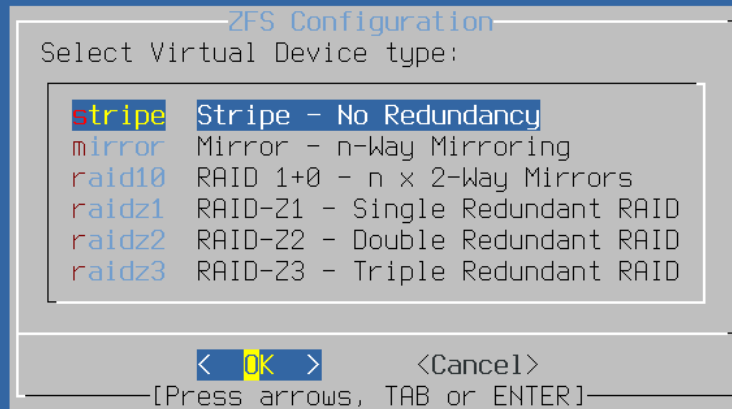 ZFS Configuration
Select Virtual Device type:
stripe Stripe - No Redundancy
mirror Mirror - n-Way Mirroring
raid10 RAID 1+0 - n x 2-Way Mirrors
raidz1 RAID-Z1 - Single Redundant RAID
raidz2 RAID-Z2 - Double Redundant RAID
raidz3 RAID-Z3 - Triple Redundant RAID
< OK > <Cancel>
[Press arrows, TAB or ENTER]